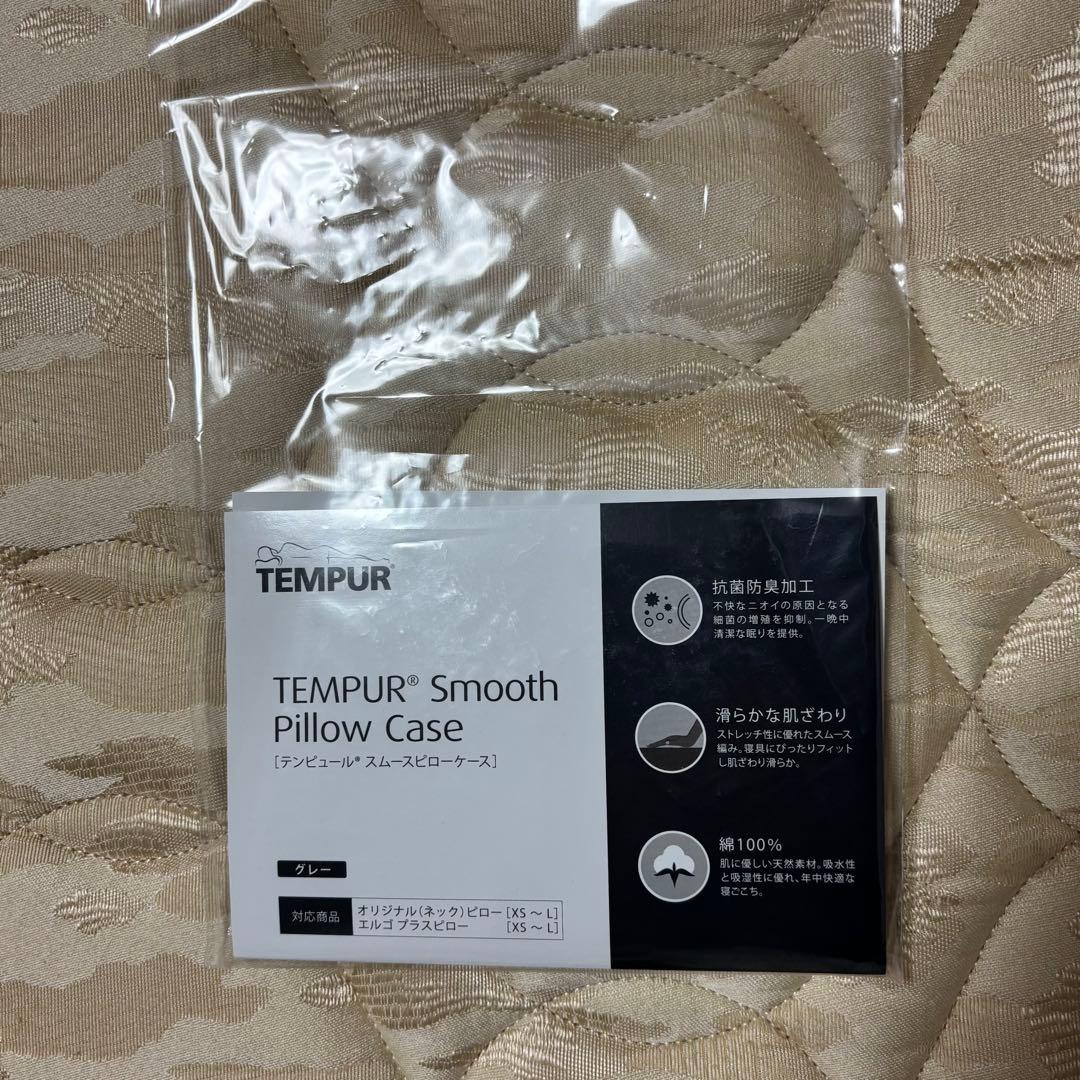 TEMPUR®
TEMPUR® Smooth
Pillow Case
[テンピュール® スムースピローケース]
グレー
対応商品
オリジナル(ネック)ピロー [XS ～ L]
エルゴ プラスピロー [XS ～ L]
抗菌防臭加工
不快なニオイの原因となる
細菌の増殖を抑制。一晩中
清潔な眠りを提供。
滑らかな肌ざわり
ストレッチ性に優れたスムース
編み。寝具にぴったりフィット
し肌ざわり滑らか。
綿100%
肌に優しい天然素材。吸水性
と吸湿性に優れ、年中快適な
寝ごこち。